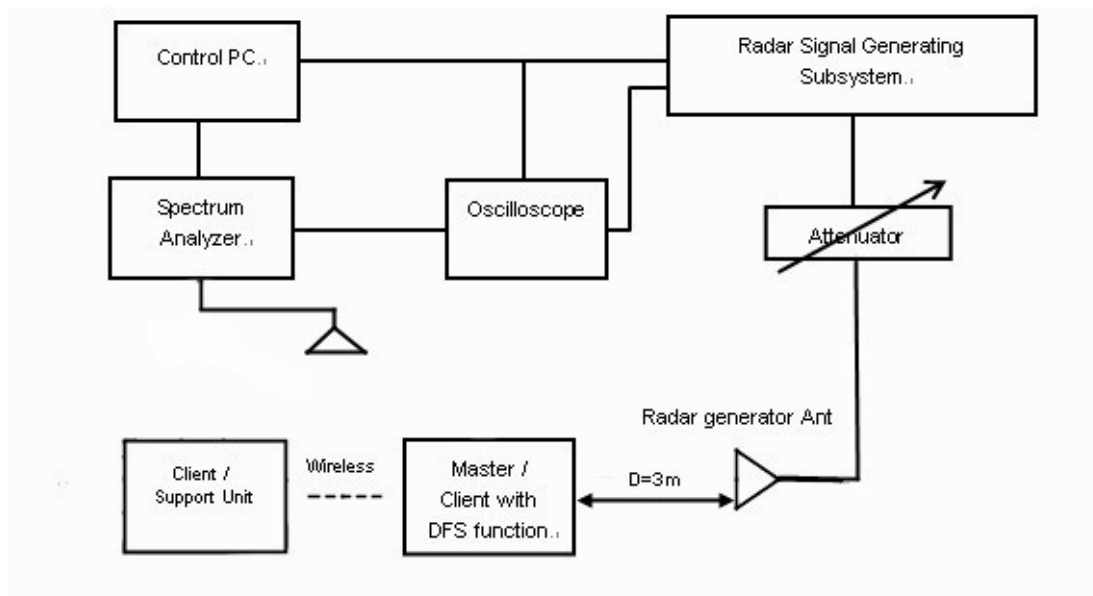 Control PC.
Radar Signal Generating
Subsystem.
Spectrum
Analyzer.
Oscilloscope
Attenuator
Radar generator Ant
Client /
Support Unit
Wireless
Master /
Client with
DFS function.
D=3m